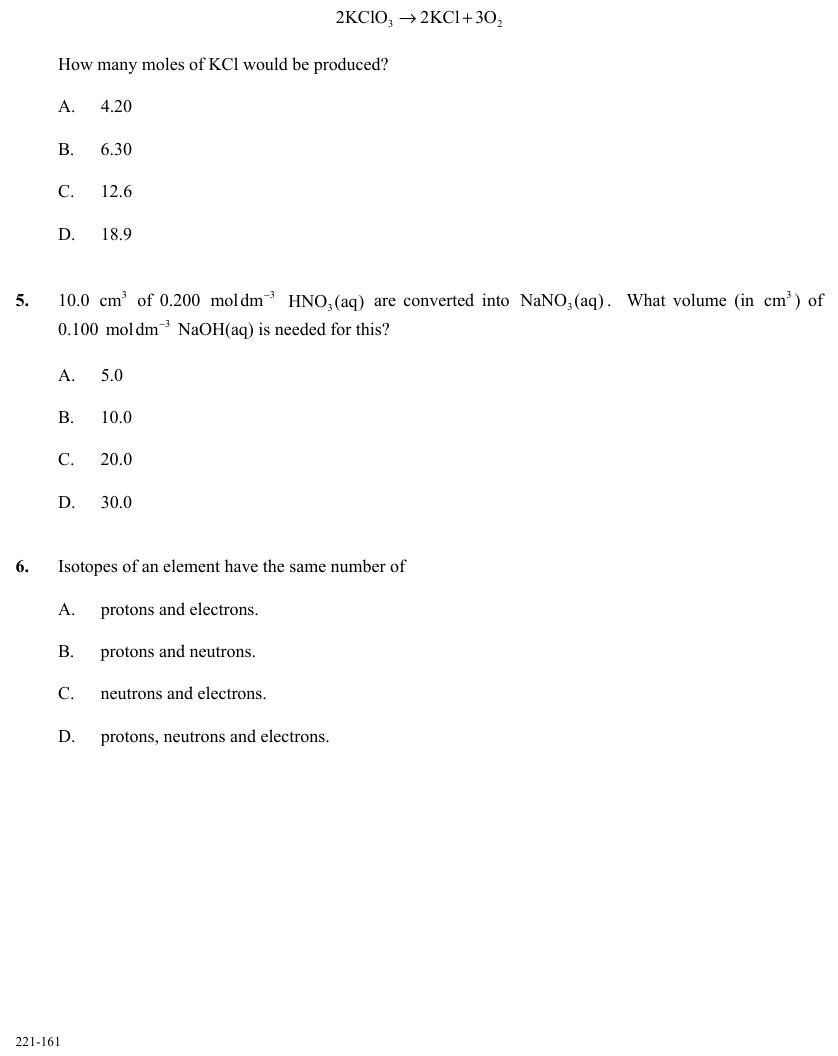 2KClO₃ → 2KCl + 3O₂
How many moles of KCl would be produced?
A. 4.20
B. 6.30
C. 12.6
D. 18.9
5. 10.0 cm³ of 0.200 mol dm⁻³ HNO₃(aq) are converted into NaNO₃(aq). What volume (in cm³) of
0.100 mol dm⁻³ NaOH(aq) is needed for this?
A. 5.0
B. 10.0
C. 20.0
D. 30.0
6. Isotopes of an element have the same number of
A. protons and electrons.
B. protons and neutrons.
C. neutrons and electrons.
D. protons, neutrons and electrons.
221-161